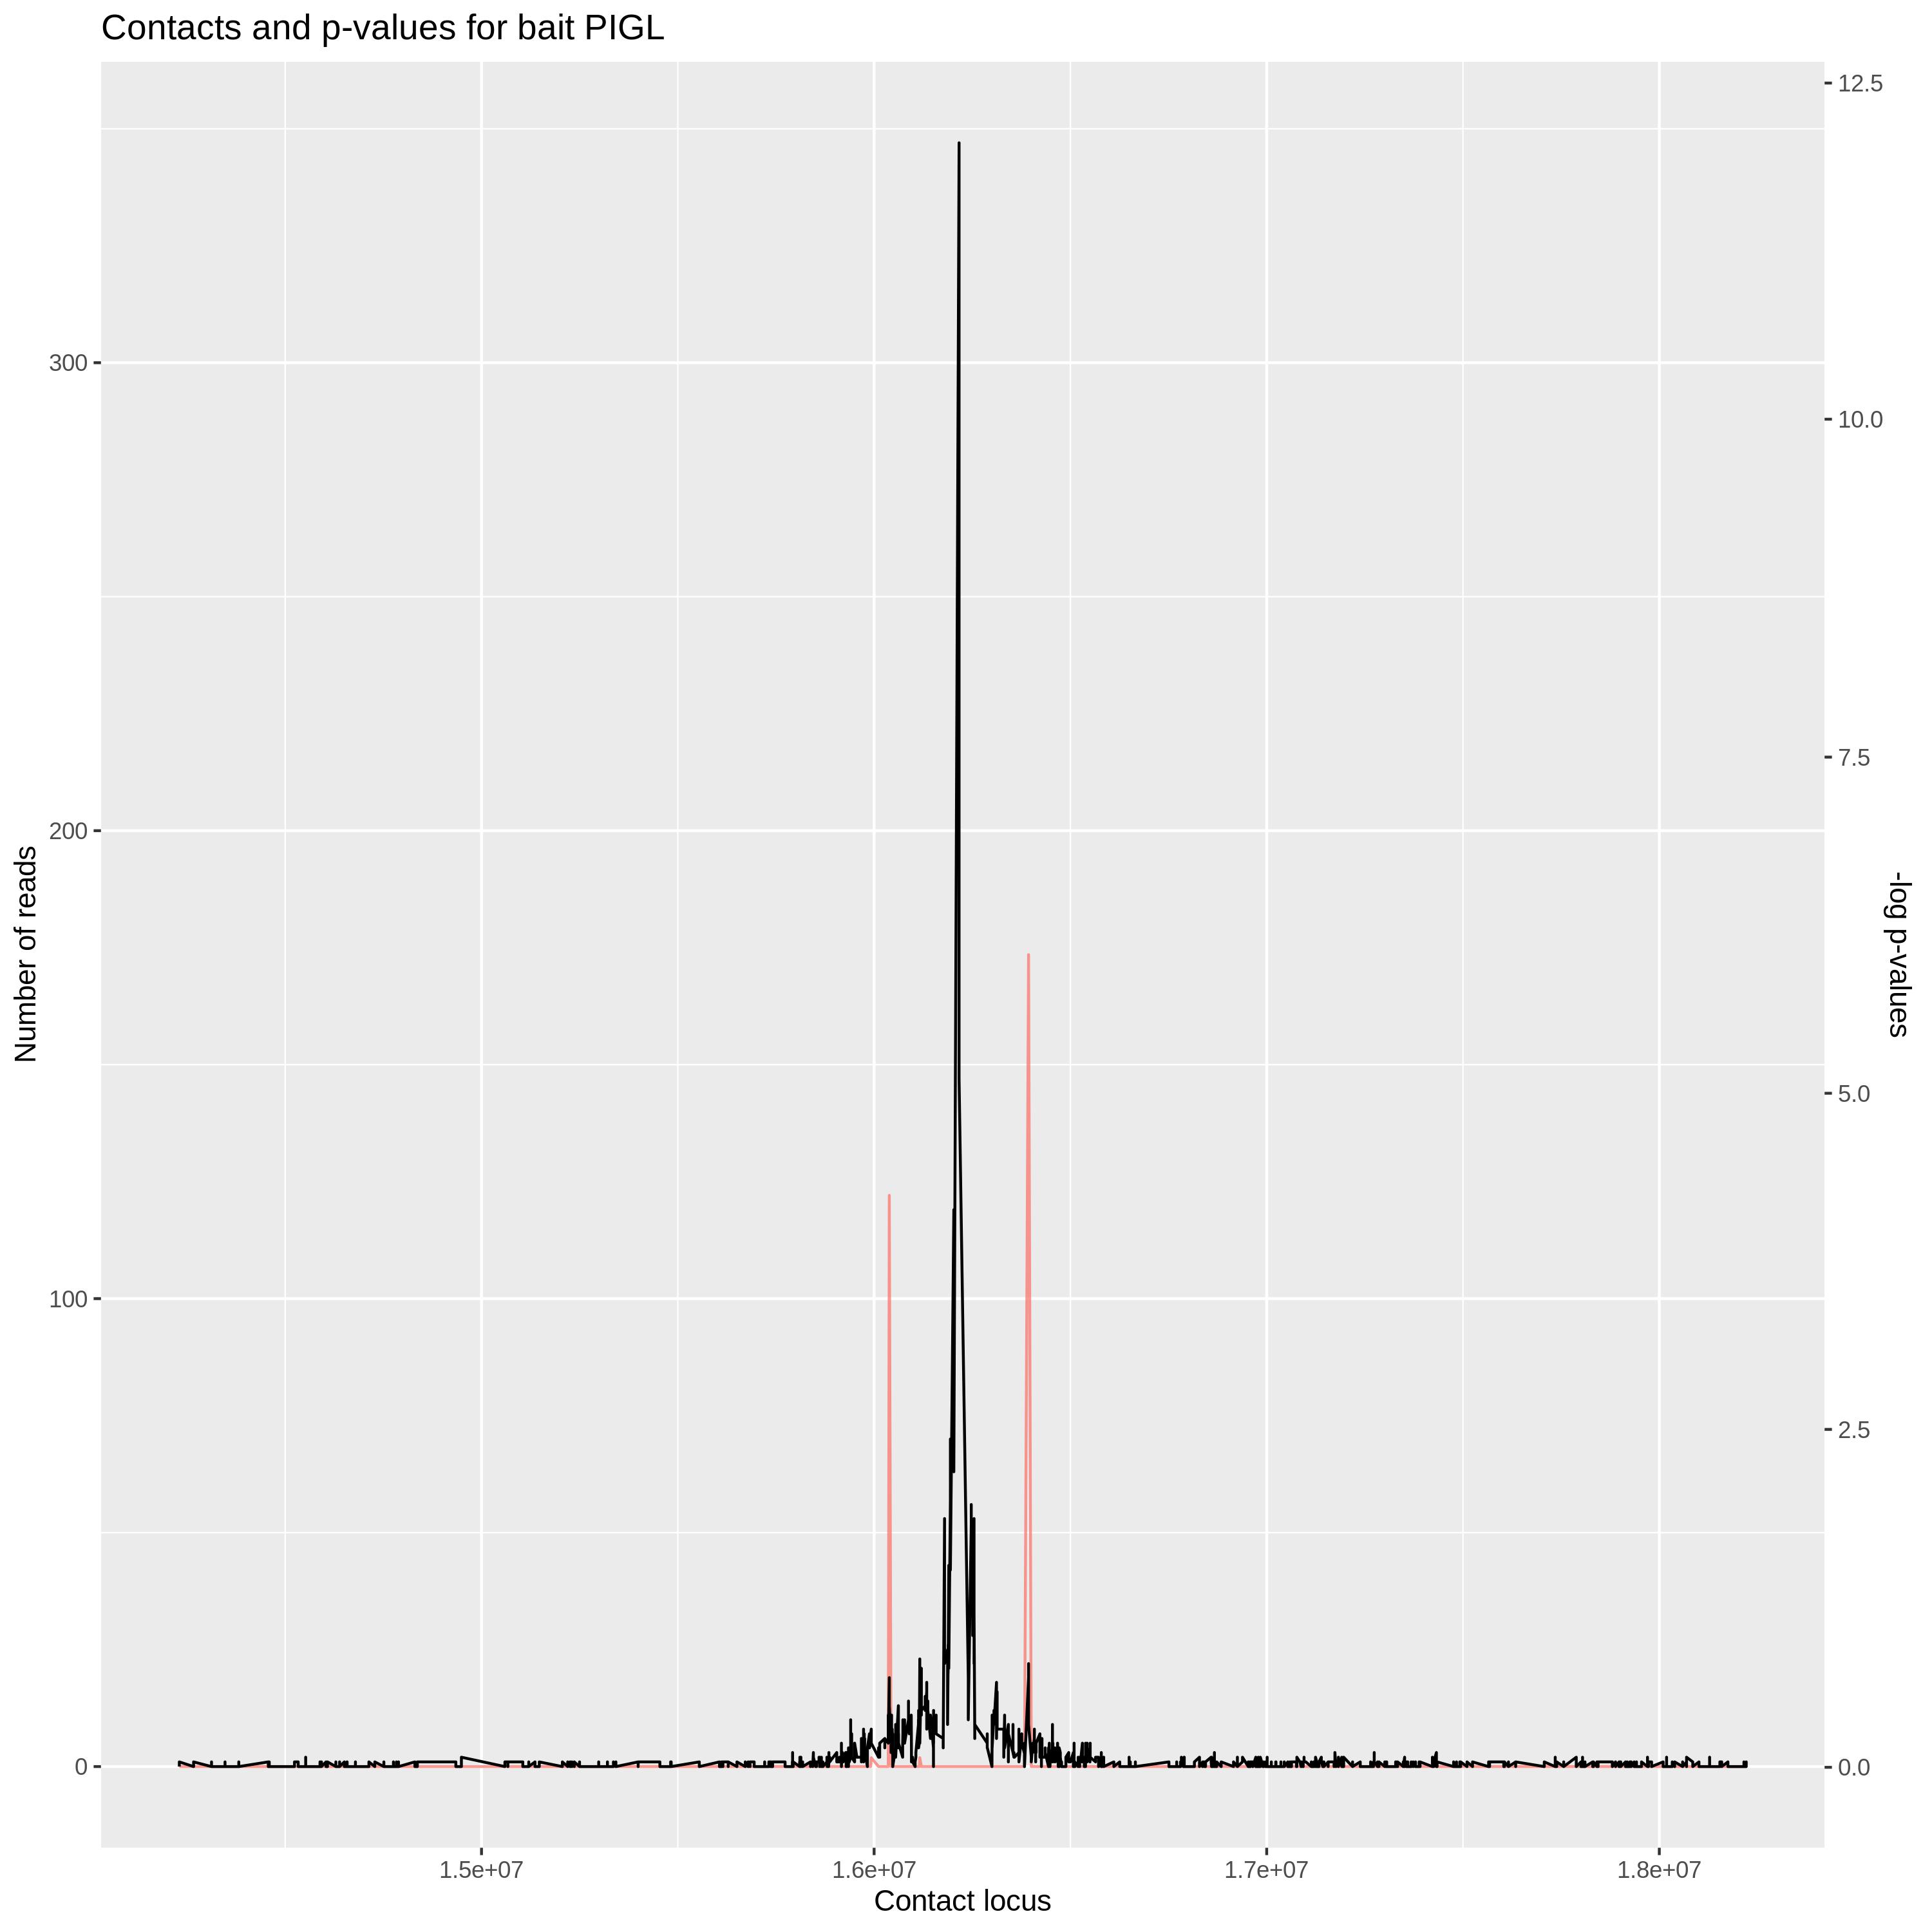 Contacts and p-values for bait PIGL
12.5
300
10.0
7.5
200
Number of reads
-log p-values
5.0
100
2.5
0
0.0
1.5e+07
1.6e+07
1.7e+07
1.8e+07
Contact locus